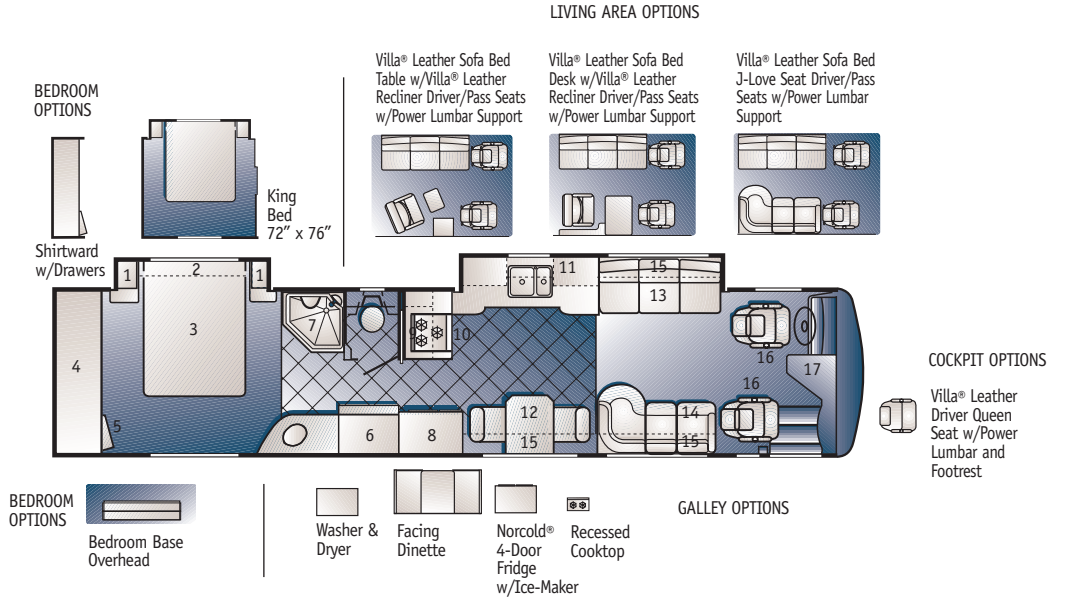 LIVING AREA OPTIONS
Villa® Leather Sofa Bed
Table w/Villa® Leather
Recliner Driver/Pass Seats
w/Power Lumbar Support
Villa® Leather Sofa Bed
Desk w/Villa® Leather
Recliner Driver/Pass Seats
w/Power Lumbar Support
Villa® Leather Sofa Bed
J-Love Seat Driver/Pass
Seats w/Power Lumbar
Support
BEDROOM
OPTIONS
King
Bed
72" x 76"
Shirtward
w/Drawers
1
2
1
3
4
5
7
9
10
11
15
13
16
17
16
6
8
12
15
14
15
COCKPIT OPTIONS
Villa® Leather
Driver Queen
Seat w/Power
Lumbar and
Footrest
BEDROOM
OPTIONS
Bedroom Base
Overhead
Washer &
Dryer
Facing
Dinette
Norcold®
4-Door
Fridge
w/Ice-Maker
Recessed
Cooktop
GALLEY OPTIONS